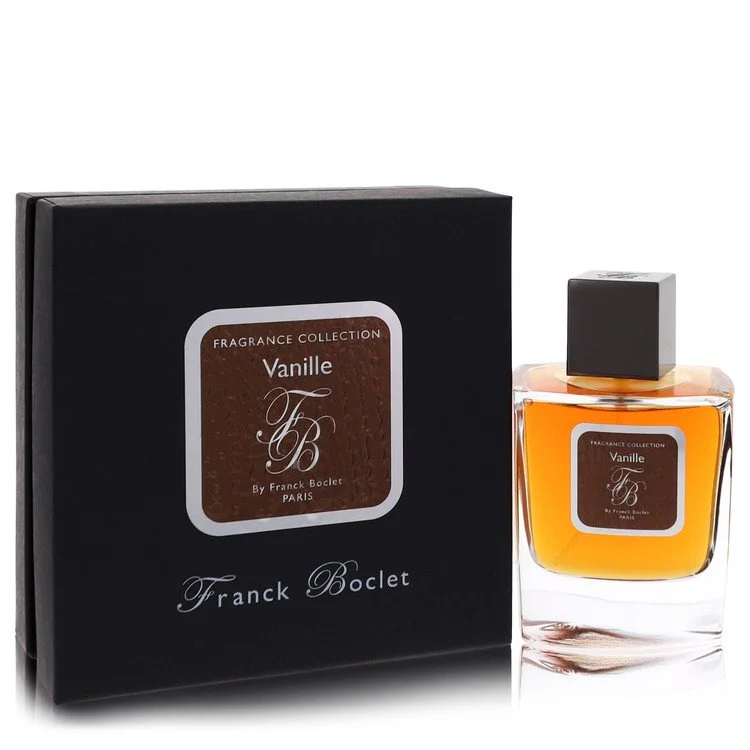 FRAGRANCE COLLECTION
Vanille
FB
By Franck Boclet
PARIS
Franck Boclet
FRAGRANCE COLLECTION
Vanille
FB
By Franck Boclet
PARIS